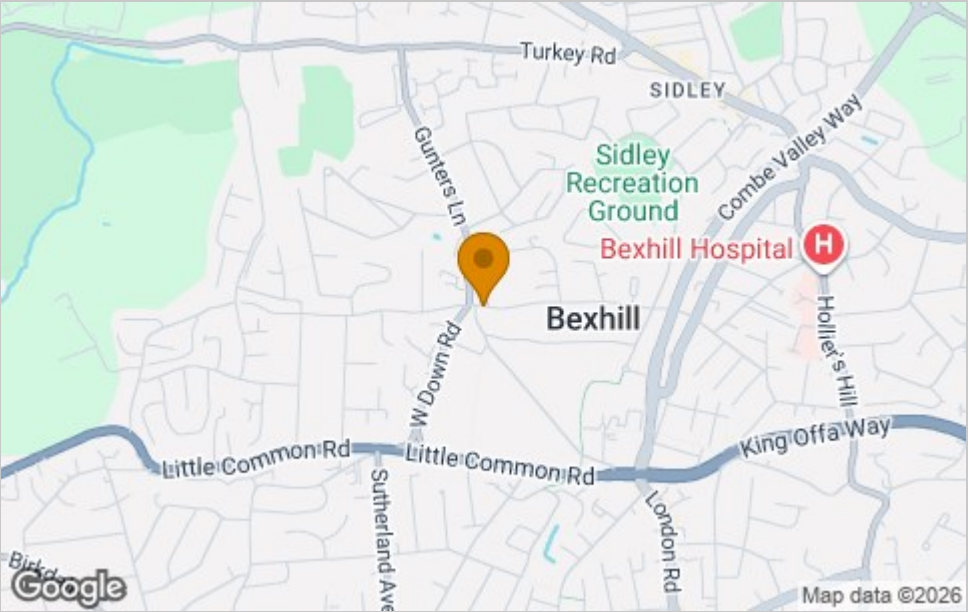 Turkey Rd
SIDLEY
Combe Valley Way
Gunters Ln
Sidley
Recreation
Ground
Bexhill Hospital
H
Bexhill
Hollier's Hill
W Down Rd
King Offa Way
Little Common Rd
Little Common Rd
Sutherland Ave
London Rd
Google
Map data ©2026